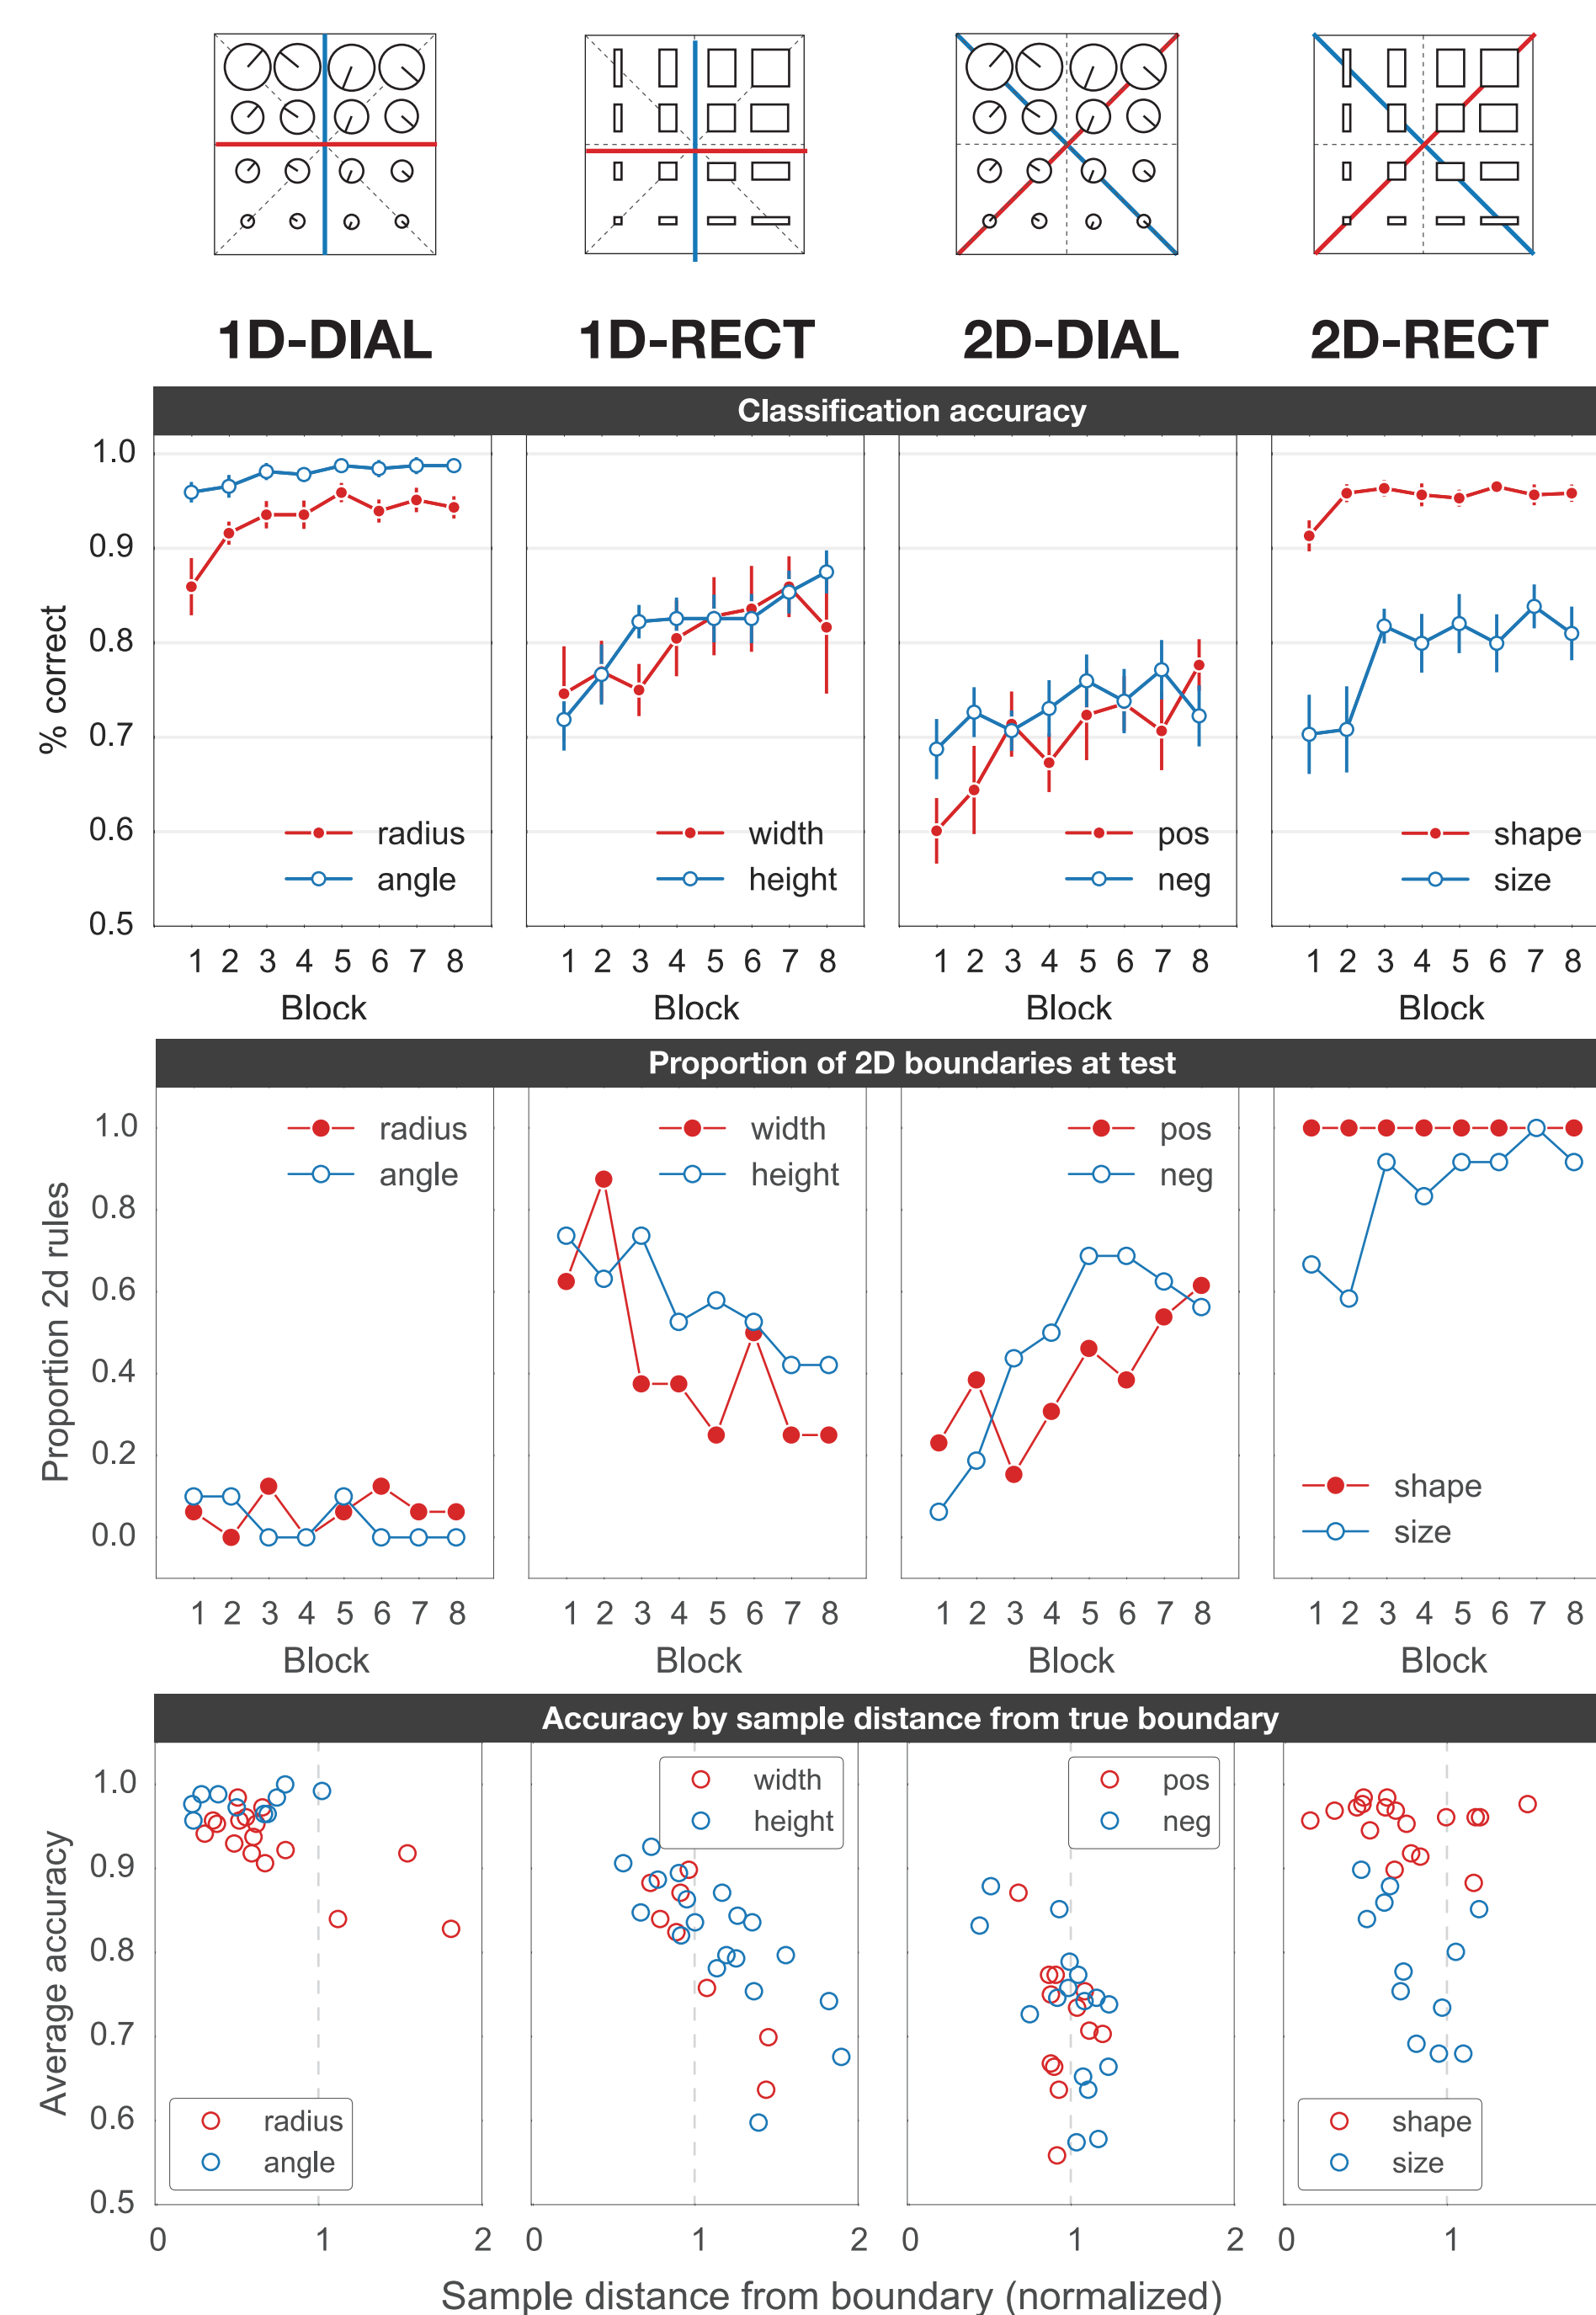 1D-DIAL 1D-RECT 2D-DIAL 2D-RECT
Classification accuracy
% correct
1.0
0.9
0.8
0.7
0.6
0.5
radius
angle
width
height
pos
neg
shape
size
1 2 3 4 5 6 7 8 1 2 3 4 5 6 7 8 1 2 3 4 5 6 7 8 1 2 3 4 5 6 7 8
Block Block Block Block
Proportion of 2D boundaries at test
Proportion 2d rules
1.0
0.8
0.6
0.4
0.2
0.0
radius
angle
width
height
pos
neg
shape
size
1 2 3 4 5 6 7 8 1 2 3 4 5 6 7 8 1 2 3 4 5 6 7 8 1 2 3 4 5 6 7 8
Block Block Block Block
Accuracy by sample distance from true boundary
Average accuracy
1.0
0.9
0.8
0.7
0.6
0.5
radius
angle
width
height
pos
neg
shape
size
0 1 2 0 1 2 0 1 2 0 1
Sample distance from boundary (normalized)